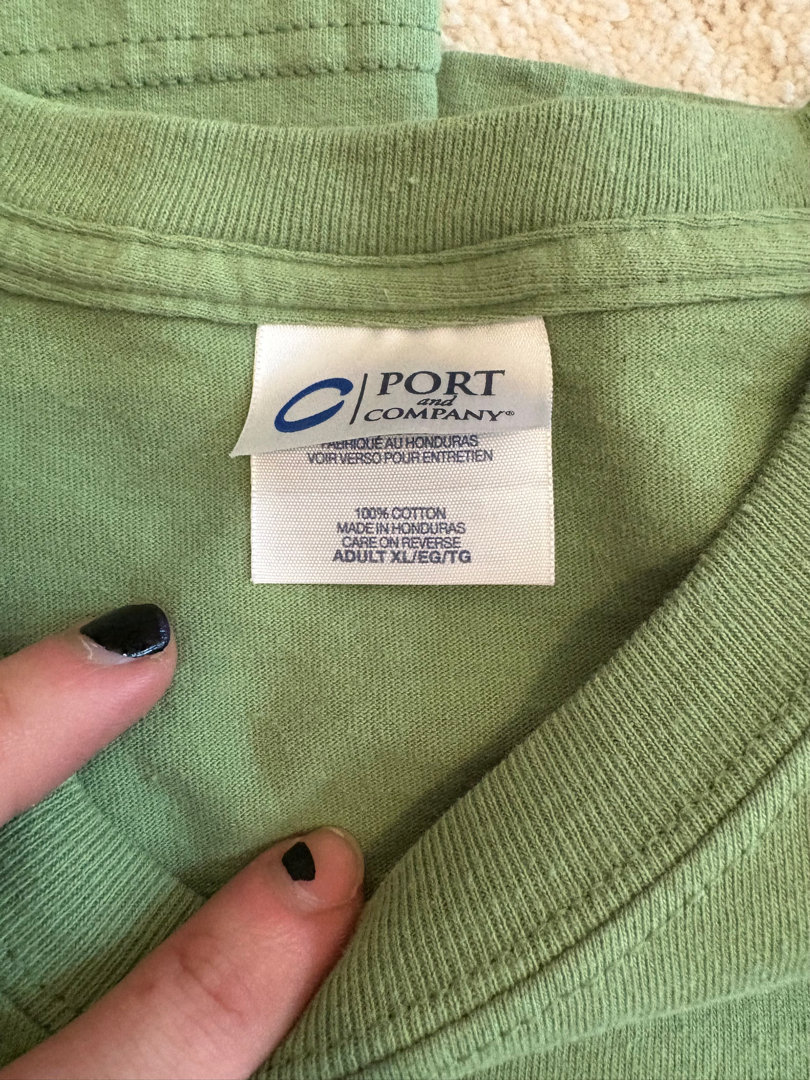 PORT
and
COMPANY®
FABRIQUÉ AU HONDURAS
VOIR VERSO POUR ENTRETIEN
100% COTTON
MADE IN HONDURAS
CARE ON REVERSE
ADULT XL/EG/TG